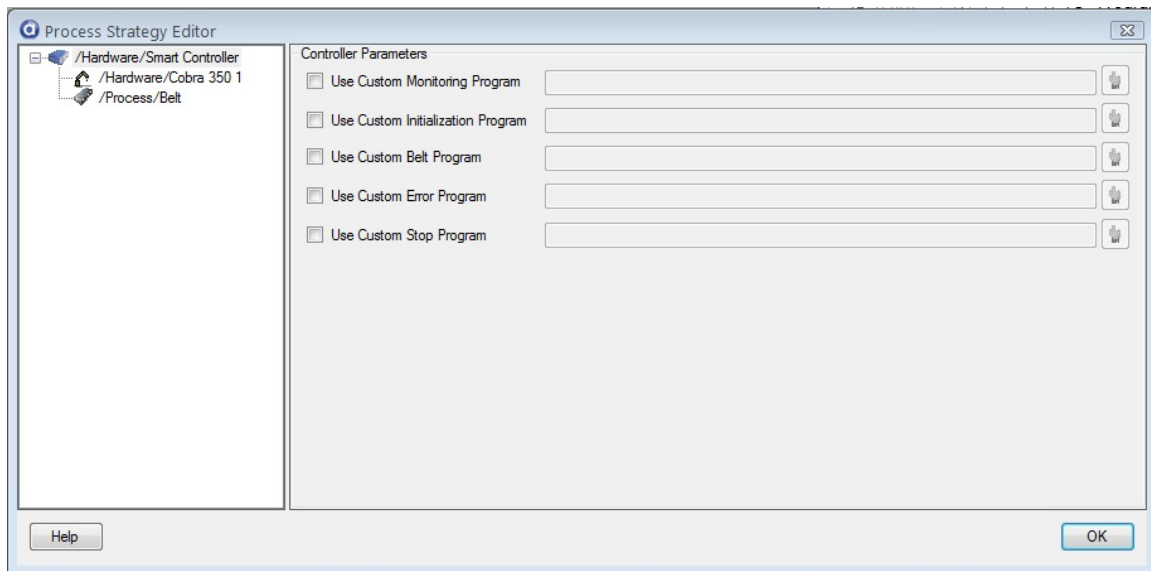 Process Strategy Editor
/Hardware/Smart Controller
/Hardware/Cobra 350 1
/Process/Belt
Controller Parameters
Use Custom Monitoring Program
Use Custom Initialization Program
Use Custom Belt Program
Use Custom Error Program
Use Custom Stop Program
Help
OK